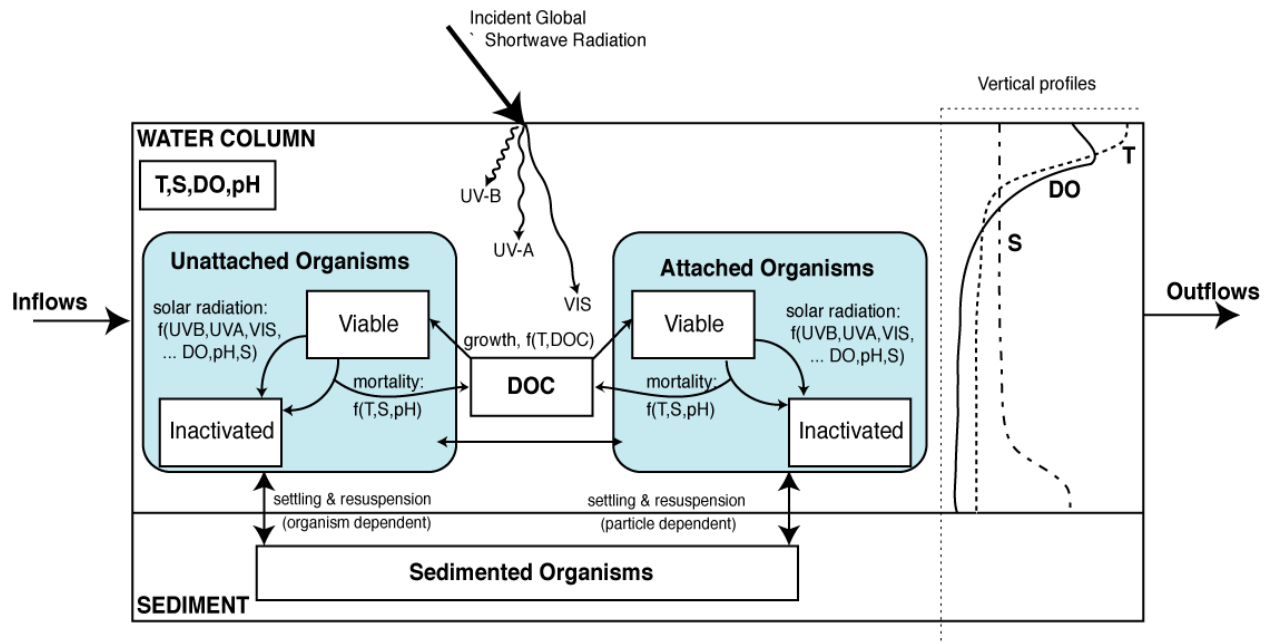 Incident Global
` Shortwave Radiation
Vertical profiles
WATER COLUMN
T,S,DO,pH
UV-B
UV-A
VIS
T
DO
S
Inflows
Outflows
Unattached Organisms
solar radiation:
f(UVB,UVA,VIS,
... DO,pH,S)
Viable
mortality:
f(T,S,pH)
Inactivated
growth, f(T,DOC)
DOC
Attached Organisms
Viable
solar radiation:
f(UVB,UVA,VIS,
... DO,pH,S)
mortality:
f(T,S,pH)
Inactivated
settling & resuspension
(organism dependent)
settling & resuspension
(particle dependent)
Sedimented Organisms
SEDIMENT